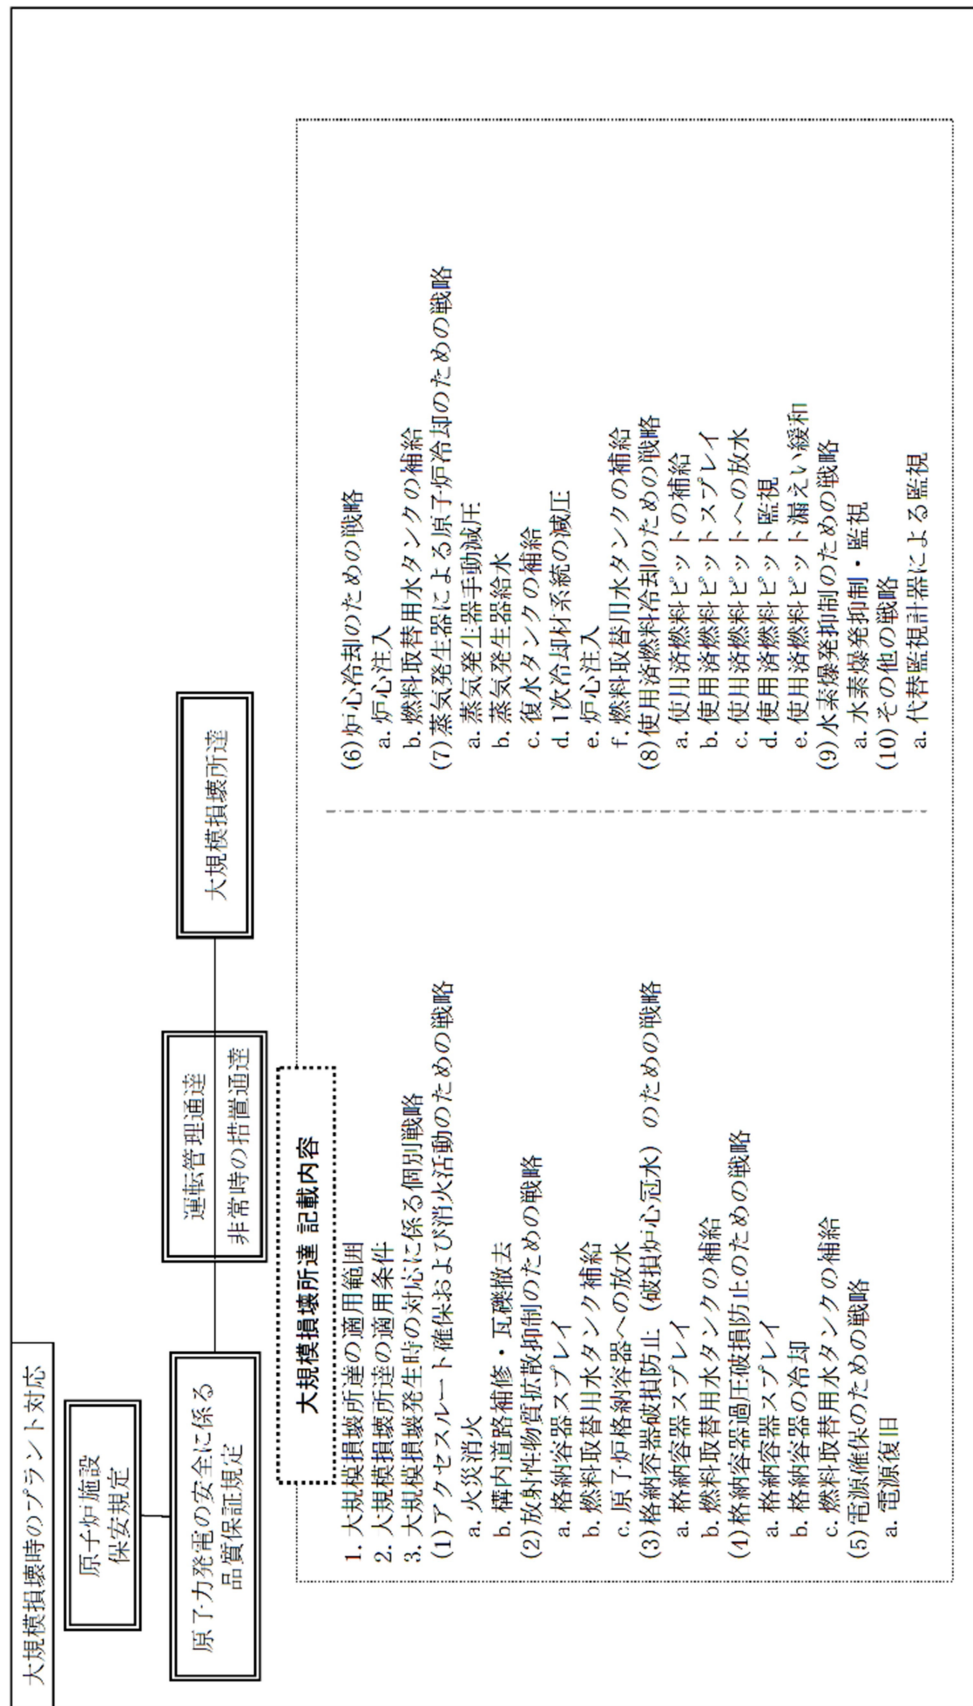 大規模損壊時のプラント対応
原子炉施設
保安規定
原子力発電の安全に係る
品質保証規定
運転管理通達
非常時の措置通達
大規模損壊所達
大規模損壊所達 記載内容
1. 大規模損壊所達の適用範囲
2. 大規模損壊所達の適用条件
3. 大規模損壊発生時の対応に係る個別戦略
(1)アクセスルート確保および消火活動のための戦略
a. 火災消火
b. 構内道路補修・瓦礫撤去
(2)放射性物質拡散抑制のための戦略
a. 格納容器スプレイ
b. 燃料取替用水タンク補給
c. 原子炉格納容器への放水
(3)格納容器破損防止（破損炉心冠水）のための戦略
a. 格納容器スプレイ
b. 燃料取替用水タンクの補給
(4)格納容器過圧破損防止のための戦略
a. 格納容器スプレイ
b. 格納容器の冷却
c. 燃料取替用水タンクの補給
(5)電源確保のための戦略
a. 電源復旧
(6)炉心冷却のための戦略
a. 炉心注入
b. 燃料取替用水タンクの補給
(7)蒸気発生器による原子炉冷却のための戦略
a. 蒸気発生器手動減圧
b. 蒸気発生器給水
c. 復水タンクの補給
d. 1次冷却材系統の減圧
e. 炉心注入
f. 燃料取替用水タンクの補給
(8)使用済燃料冷却のための戦略
a. 使用済燃料ピットの補給
b. 使用済燃料ピットスプレイ
c. 使用済燃料ピットへの放水
d. 使用済燃料ピット監視
e. 使用済燃料ピット漏えい緩和
(9)水素爆発抑制のための戦略
a. 水素爆発抑制・監視
(10)その他の戦略
a. 代替監視計器による監視